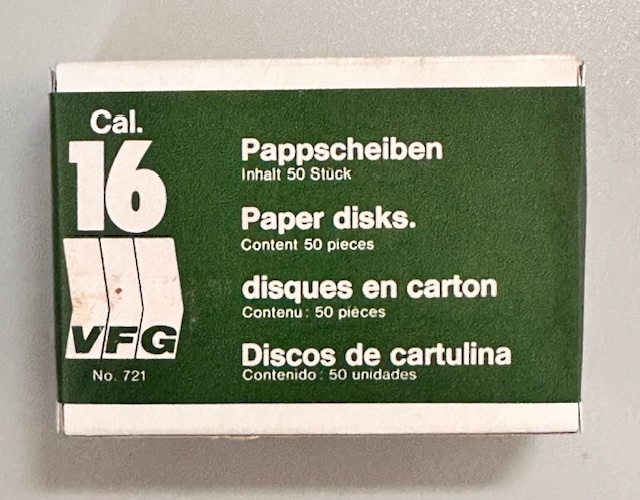 Cal.
16
VFG
No. 721
Pappscheiben
Inhalt 50 Stück
Paper disks.
Content 50 pieces
disques en carton
Contenu: 50 pièces
Discos de cartulina
Contenido: 50 unidades